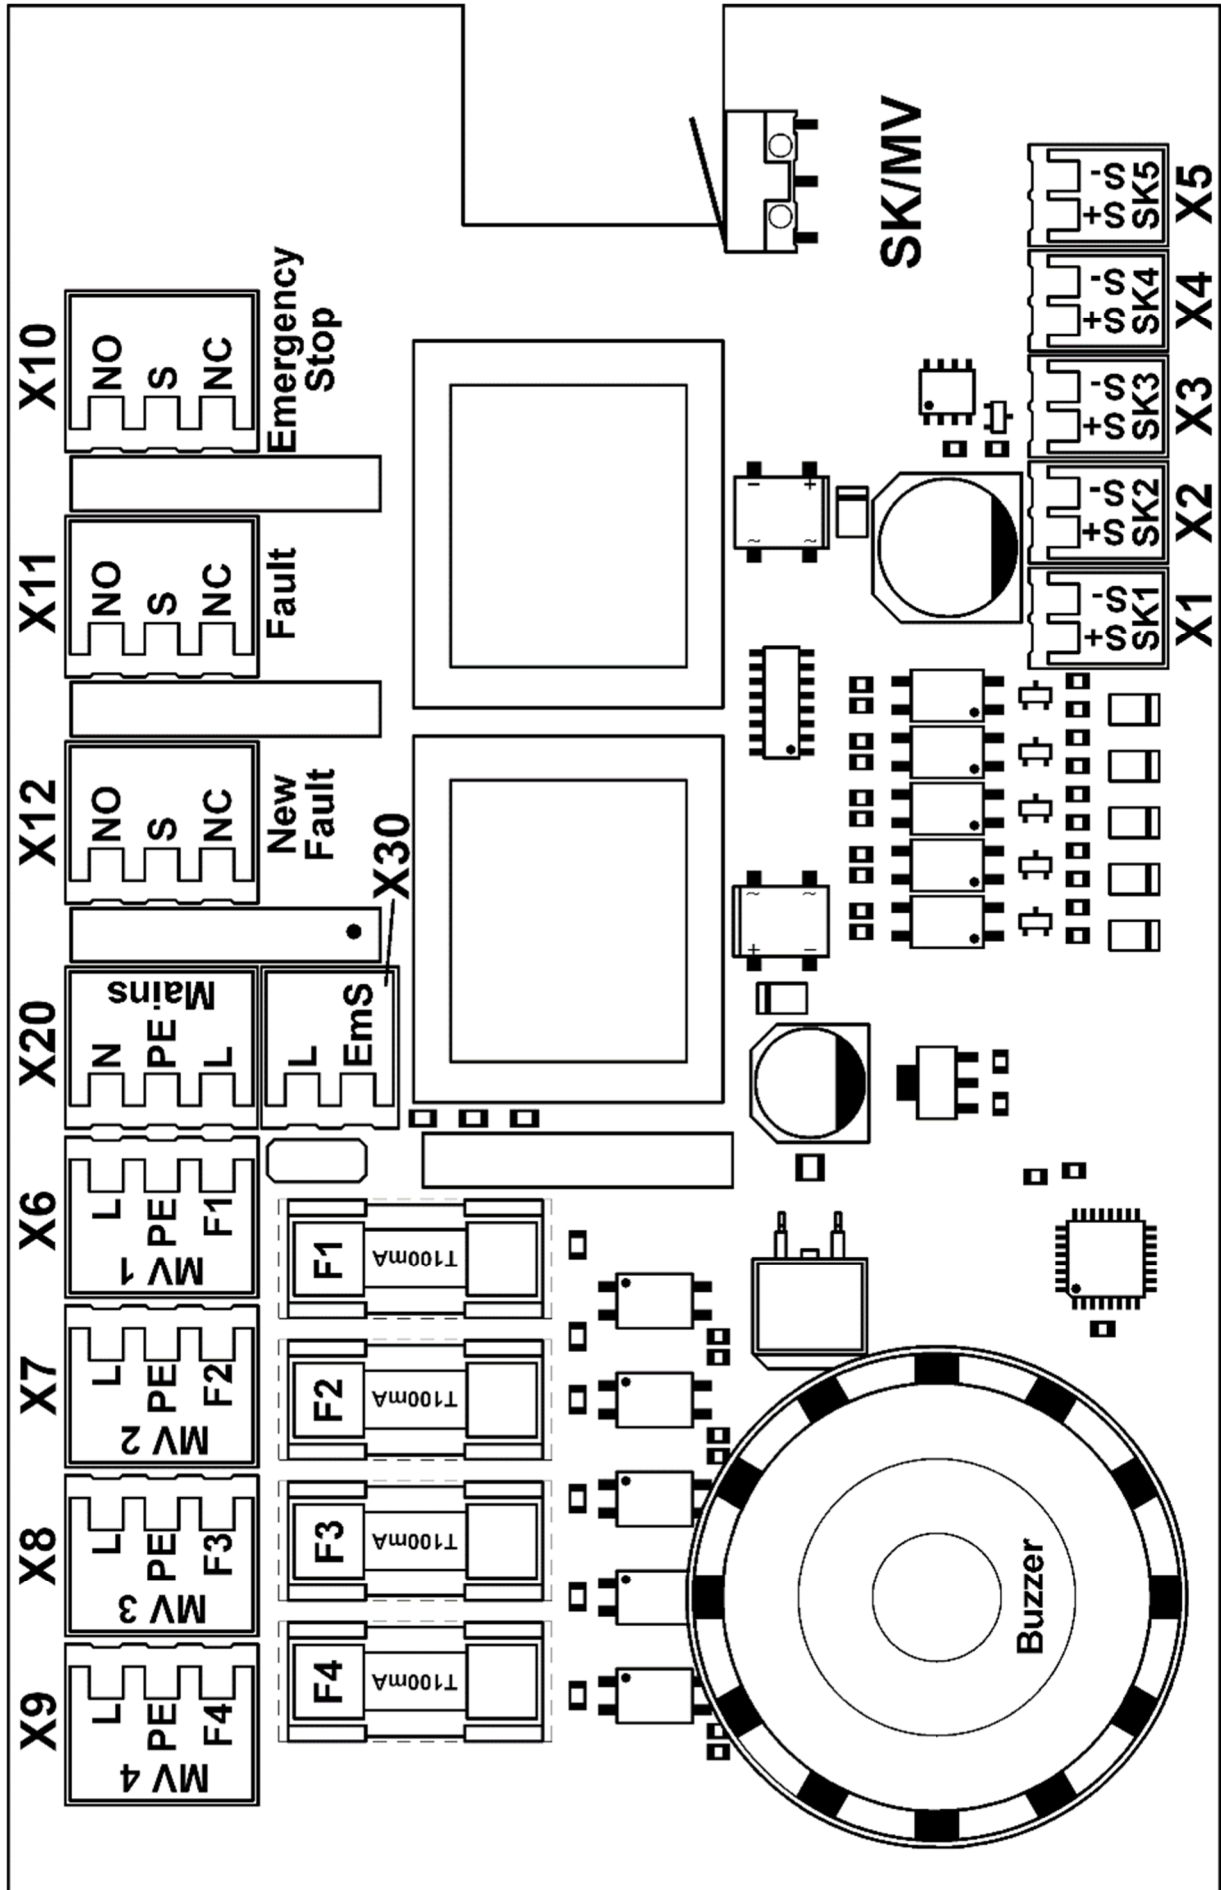 SK/MV
X10
NO
S
NC
Emergency
Stop
X11
NO
S
NC
Fault
X12
NO
S
NC
New
Fault
X30
X20
Mains
N
PE
L
L
EmS
X6
L
PE
F1
MV 1
X7
L
PE
F2
MV 2
X8
L
PE
F3
MV 3
X9
L
PE
F4
MV 4
F1
T100mA
F2
T100mA
F3
T100mA
F4
T100mA
S-
S+
SK5
X5
S-
S+
SK4
X4
S-
S+
SK3
X3
S-
S+
SK2
X2
S-
S+
SK1
X1
- +
~ ~
~ ~
+ -
Buzzer